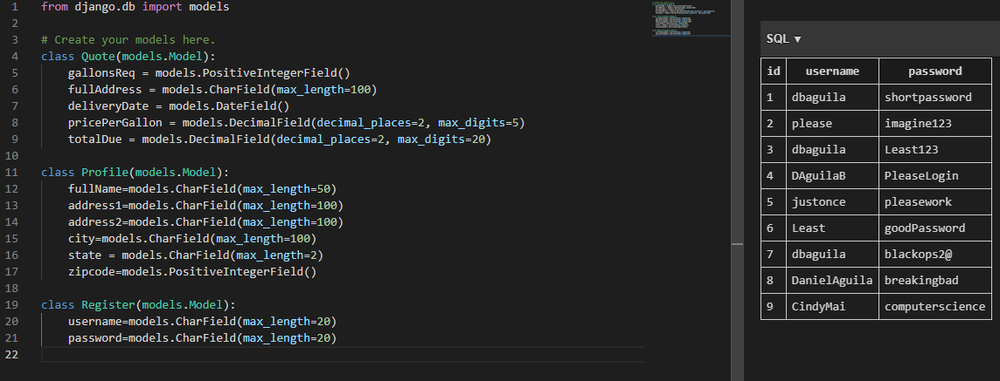 1 from django.db import models
2
3 # Create your models here.
4 class Quote(models.Model):
5 gallonsReq = models.PositiveIntegerField()
6 fullAddress = models.CharField(max_length=100)
7 deliveryDate = models.DateField()
8 pricePerGallon = models.DecimalField(decimal_places=2, max_digits=5)
9 totalDue = models.DecimalField(decimal_places=2, max_digits=20)
10
11 class Profile(models.Model):
12 fullName=models.CharField(max_length=50)
13 address1=models.CharField(max_length=100)
14 address2=models.CharField(max_length=100)
15 city=models.CharField(max_length=100)
16 state = models.CharField(max_length=2)
17 zipcode=models.PositiveIntegerField()
18
19 class Register(models.Model):
20 username=models.CharField(max_length=20)
21 password=models.CharField(max_length=20)
22
SQL ▼
id username password
1 dbaguila shortpassword
2 please imagine123
3 dbaguila Least123
4 DAguilaB PleaseLogin
5 justonce pleasework
6 Least goodPassword
7 dbaguila blackops2@
8 DanielAguila breakingbad
9 CindyMai computerscience